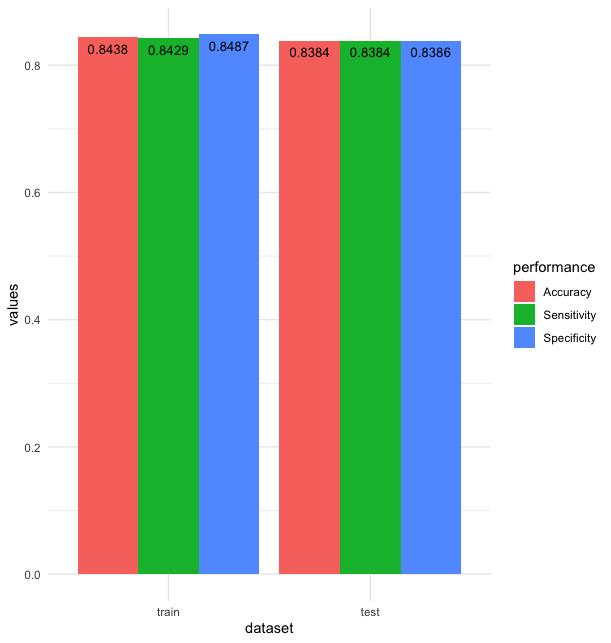 0.8438 0.8429 0.8487 0.8384 0.8384 0.8386
0.8
0.6
0.4
0.2
0.0
values
train test
dataset
performance
Accuracy
Sensitivity
Specificity